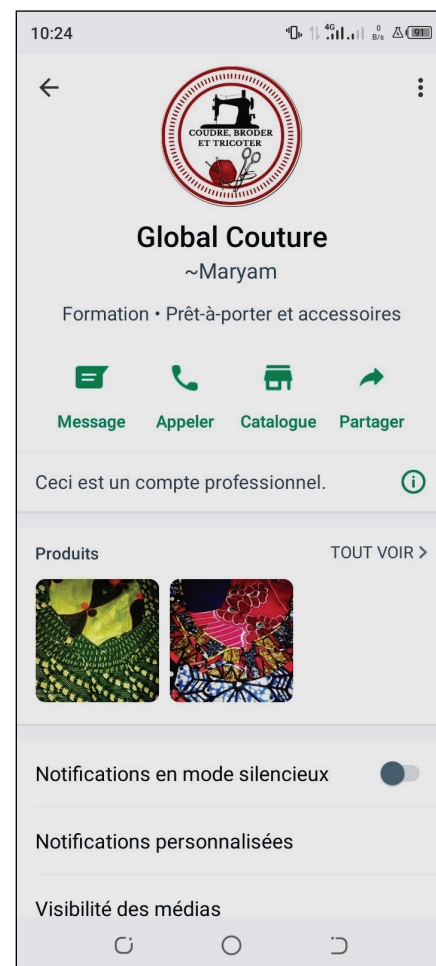 10:24
4G
0
B/s
91
COUDRE, BRODER
ET TRICOTER
Global Couture
~Maryam
Formation • Prêt-à-porter et accessoires
Message Appeler Catalogue Partager
Ceci est un compte professionnel.
Produits TOUT VOIR >
Notifications en mode silencieux
Notifications personnalisées
Visibilité des médias